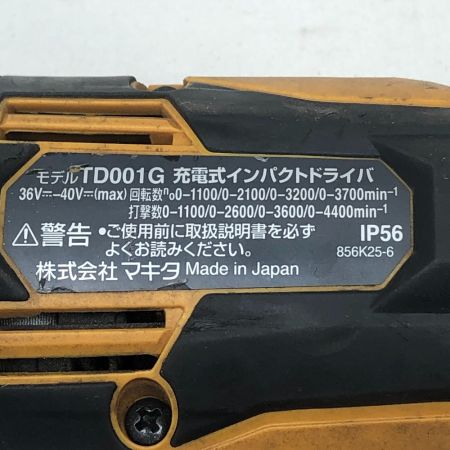 モデル TD001G 充電式インパクトドライバ
36V⎓-40V⎓(max) 回転数 n₀0-1100/0-2100/0-3200/0-3700min⁻¹
打撃数0-1100/0-2600/0-3600/0-4400min⁻¹
⚠警告 •ご使用前に取扱説明書を必ず IP56
よくお読みください。 856K25-6
株式会社 マキタ Made in Japan